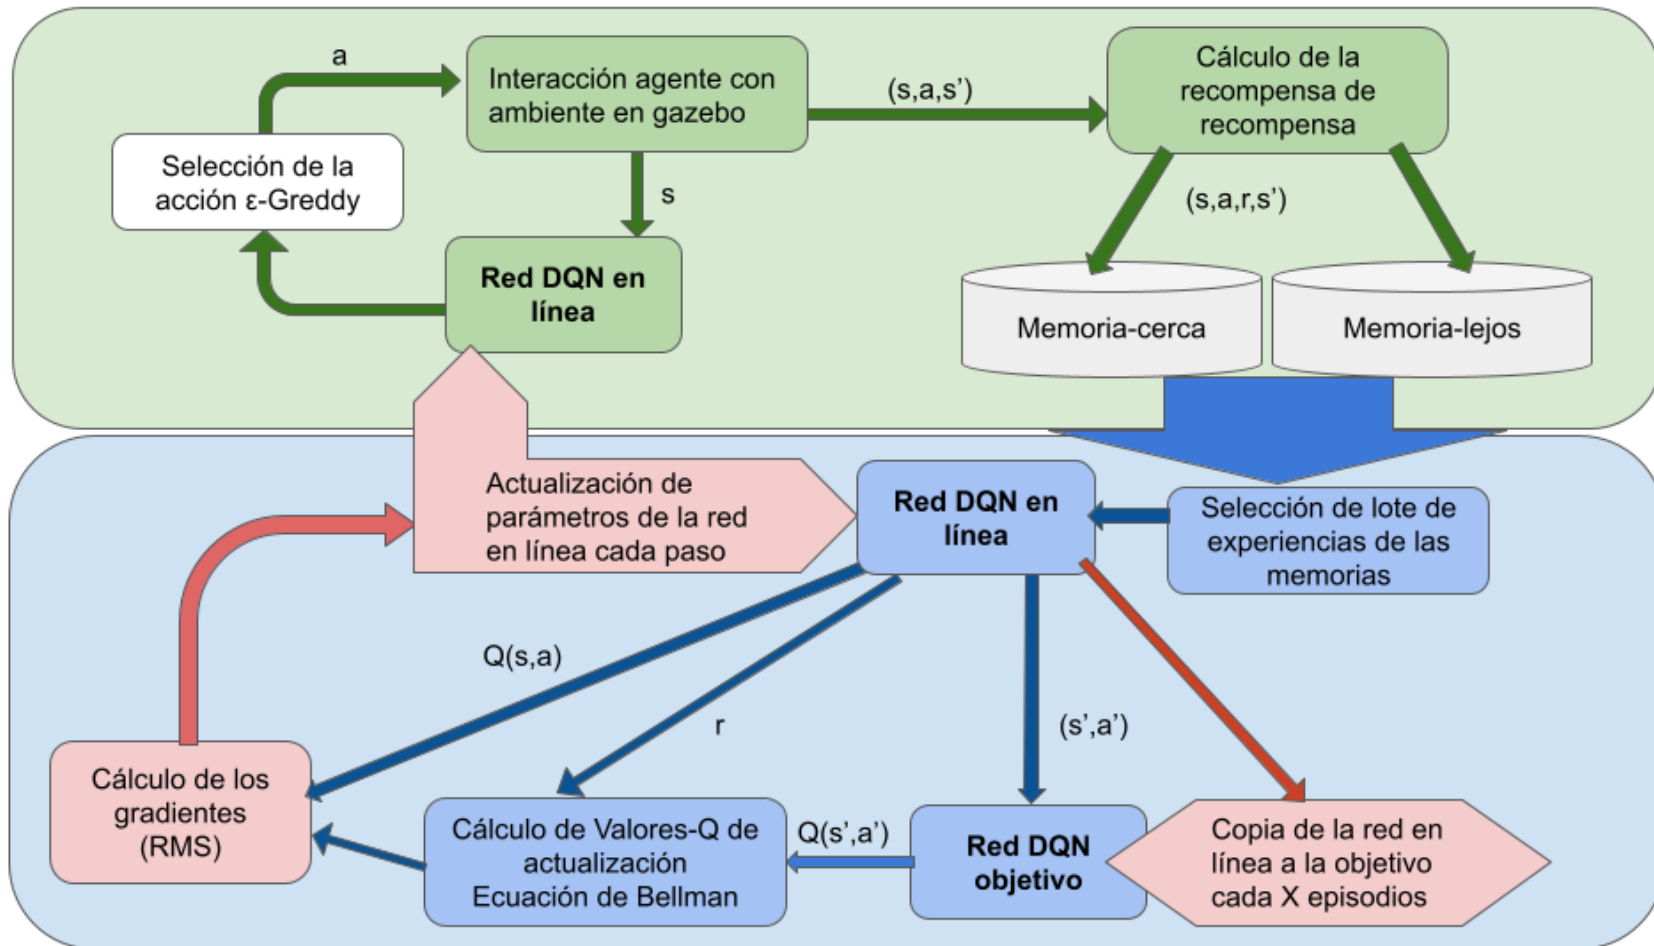 a
Interacción agente con
ambiente en gazebo
(s,a,s’)
Cálculo de la
recompensa de
recompensa
Selección de la
acción ε-Greddy
s
(s,a,r,s’)
Red DQN en
línea
Memoria-cerca
Memoria-lejos
Actualización de
parámetros de la red
en línea cada paso
Red DQN en
línea
Selección de lote de
experiencias de las
memorias
Q(s,a)
r
(s’,a’)
Cálculo de los
gradientes
(RMS)
Cálculo de Valores-Q de
actualización
Ecuación de Bellman
Q(s’,a’)
Red DQN
objetivo
Copia de la red en
línea a la objetivo
cada X episodios